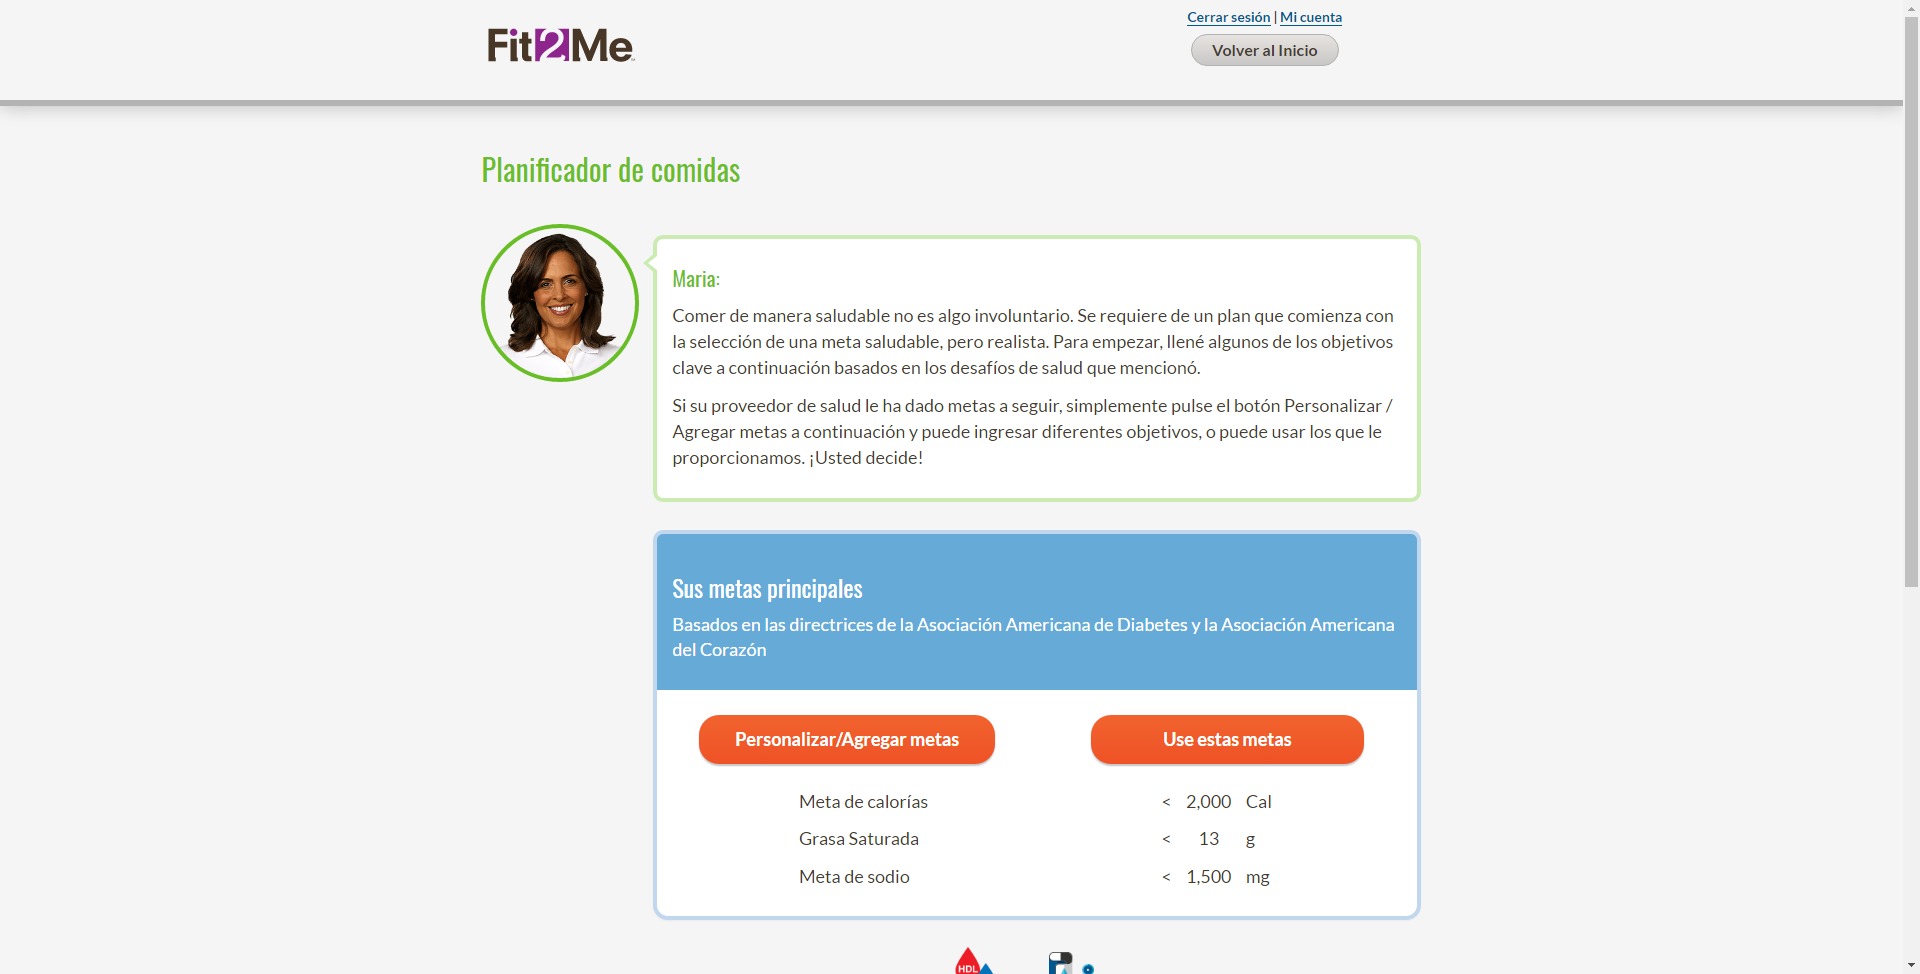 Cerrar sesión | Mi cuenta
Fit2Me
Volver al Inicio
Planificador de comidas
Maria:
Comer de manera saludable no es algo involuntario. Se requiere de un plan que comienza con
la selección de una meta saludable, pero realista. Para empezar, llené algunos de los objetivos
clave a continuación basados en los desafíos de salud que mencionó.
Si su proveedor de salud le ha dado metas a seguir, simplemente pulse el botón Personalizar /
Agregar metas a continuación y puede ingresar diferentes objetivos, o puede usar los que le
proporcionamos. ¡Usted decide!
Sus metas principales
Basados en las directrices de la Asociación Americana de Diabetes y la Asociación Americana
del Corazón
Personalizar/Agregar metas Use estas metas
Meta de calorías < 2,000 Cal
Grasa Saturada < 13 g
Meta de sodio < 1,500 mg
HDL